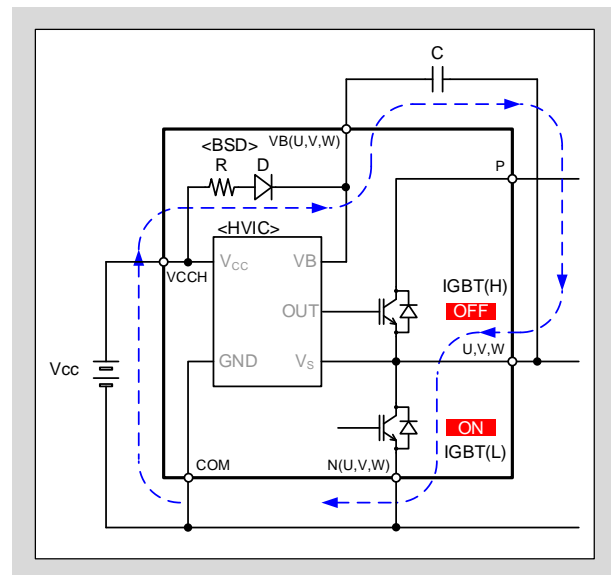 C
VB(U,V,W)
<BSD>
R D
P
<HVIC>
VCC VB
VCCH
IGBT(H)
OUT
OFF
U,V,W
GND VS
Vcc
ON
IGBT(L)
COM
N(U,V,W)